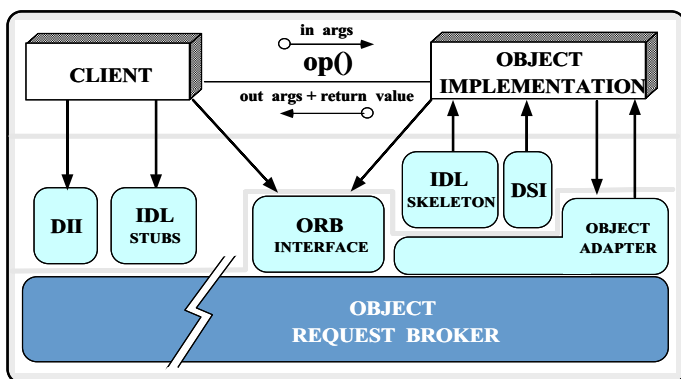 in args
op()
out args + return value
CLIENT
OBJECT
IMPLEMENTATION
DII
IDL
STUBS
ORB
INTERFACE
IDL
SKELETON
DSI
OBJECT
ADAPTER
OBJECT
REQUEST BROKER